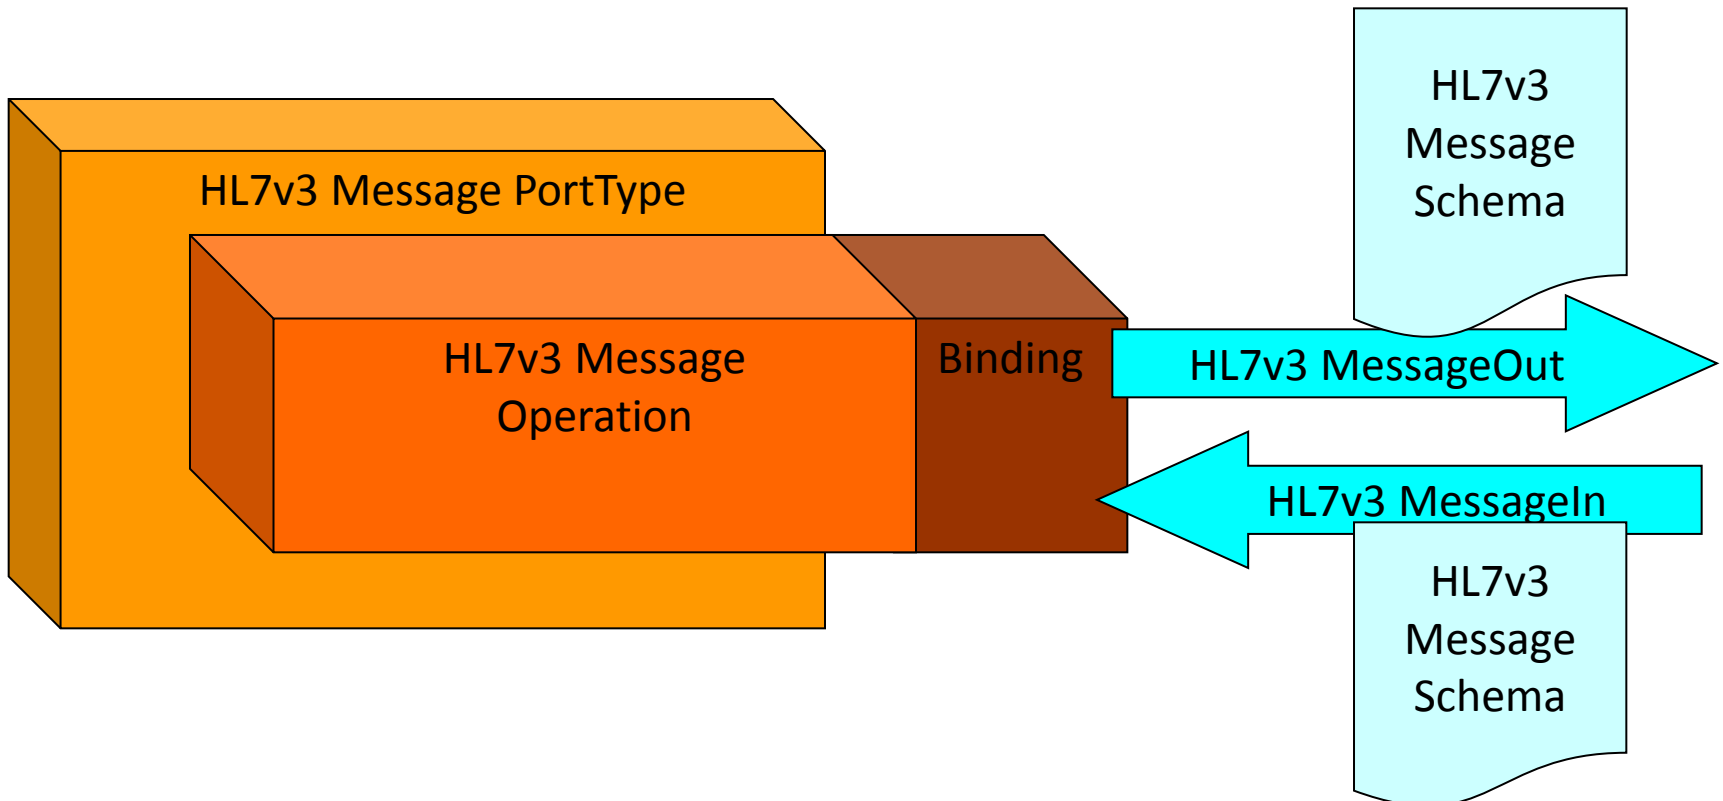 HL7v3
Message
Schema
HL7v3 Message PortType
HL7v3 Message
Operation
Binding
HL7v3 MessageOut
HL7v3 MessageIn
HL7v3
Message
Schema